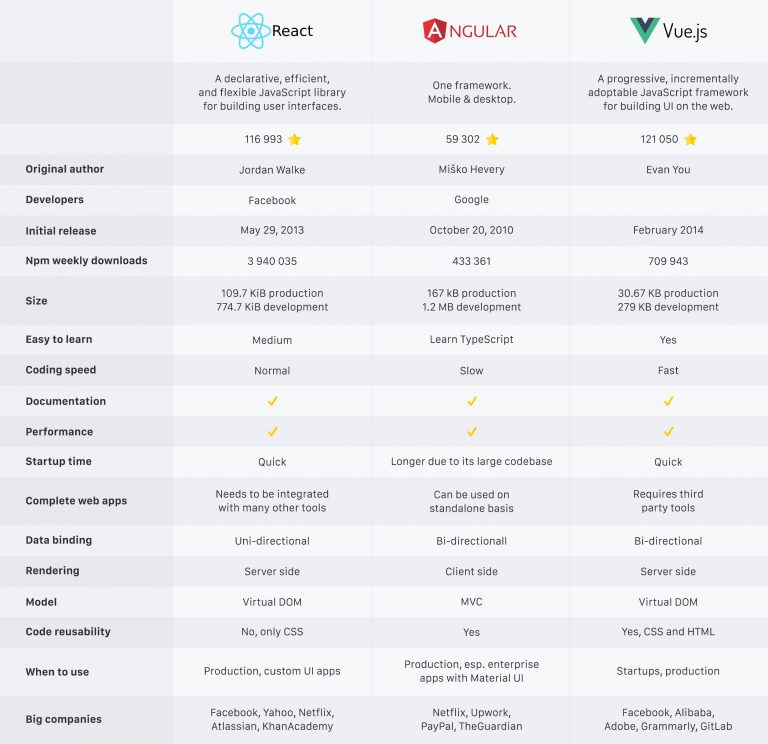 React
ANGULAR
Vue.js
A declarative, efficient,
and flexible JavaScript library
for building user interfaces.
One framework.
Mobile & desktop.
A progressive, incrementally
adoptable JavaScript framework
for building UI on the web.
116 993
59 302
121 050
Original author
Jordan Walke
Miško Hevery
Evan You
Developers
Facebook
Google
Initial release
May 29, 2013
October 20, 2010
February 2014
Npm weekly downloads
3 940 035
433 361
709 943
Size
109.7 KiB production
774.7 KiB development
167 kB production
1.2 MB development
30.67 KB production
279 KB development
Easy to learn
Medium
Learn TypeScript
Yes
Coding speed
Normal
Slow
Fast
Documentation
Performance
Startup time
Quick
Longer due to its large codebase
Quick
Complete web apps
Needs to be integrated
with many other tools
Can be used on
standalone basis
Requires third
party tools
Data binding
Uni-directional
Bi-directionall
Bi-directional
Rendering
Server side
Client side
Server side
Model
Virtual DOM
MVC
Virtual DOM
Code reusability
No, only CSS
Yes
Yes, CSS and HTML
When to use
Production, custom UI apps
Production, esp. enterprise
apps with Material UI
Startups, production
Big companies
Facebook, Yahoo, Netflix,
Atlassian, KhanAcademy
Netflix, Upwork,
PayPal, TheGuardian
Facebook, Alibaba,
Adobe, Grammarly, GitLab